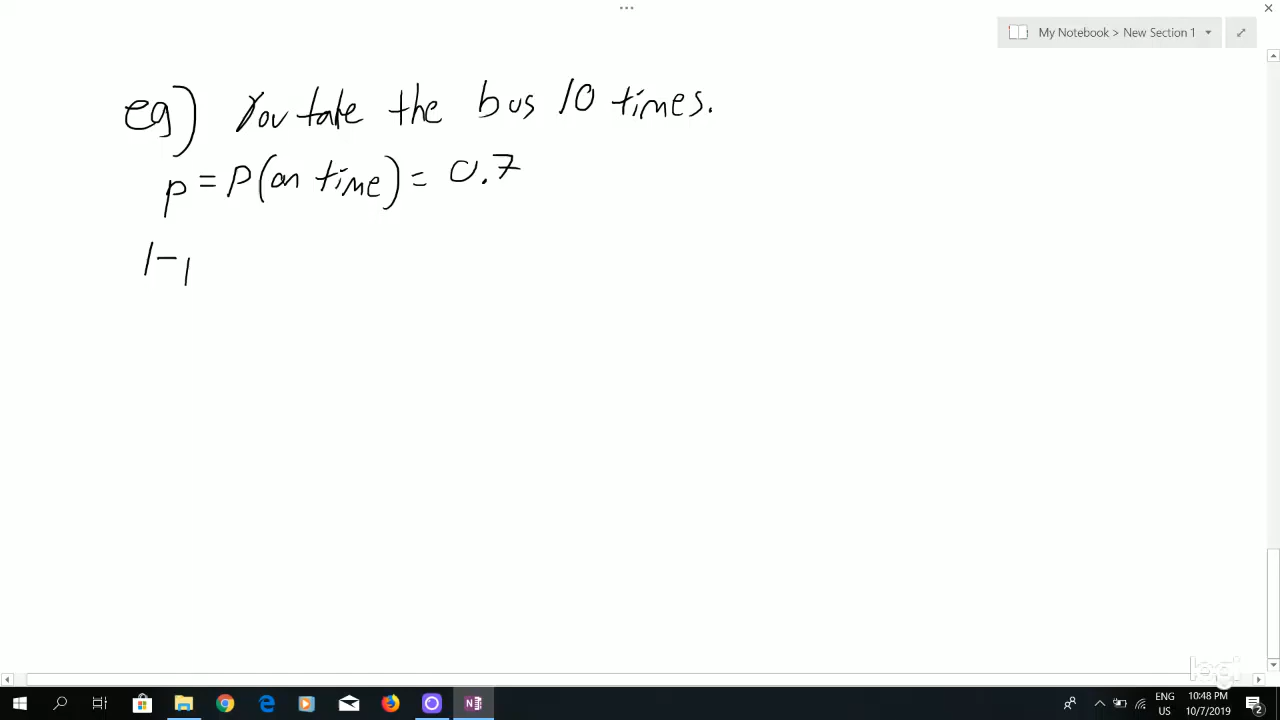 My Notebook > New Section 1
eg) You take the bus 10 times.
p = P(on time) = 0.7
1-
ENG
US
10:48 PM
10/7/2019
2